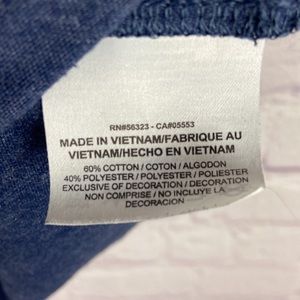 RN#56323 - CA#05553
MADE IN VIETNAM/FABRIQUE AU
VIETNAM/HECHO EN VIETNAM
60% COTTON / COTON / ALGODON
40% POLYESTER / POLYESTER / POLIESTER
EXCLUSIVE OF DECORATION / DECORATION
NON COMPRISE / NO INCLUYE LA
DECORACION